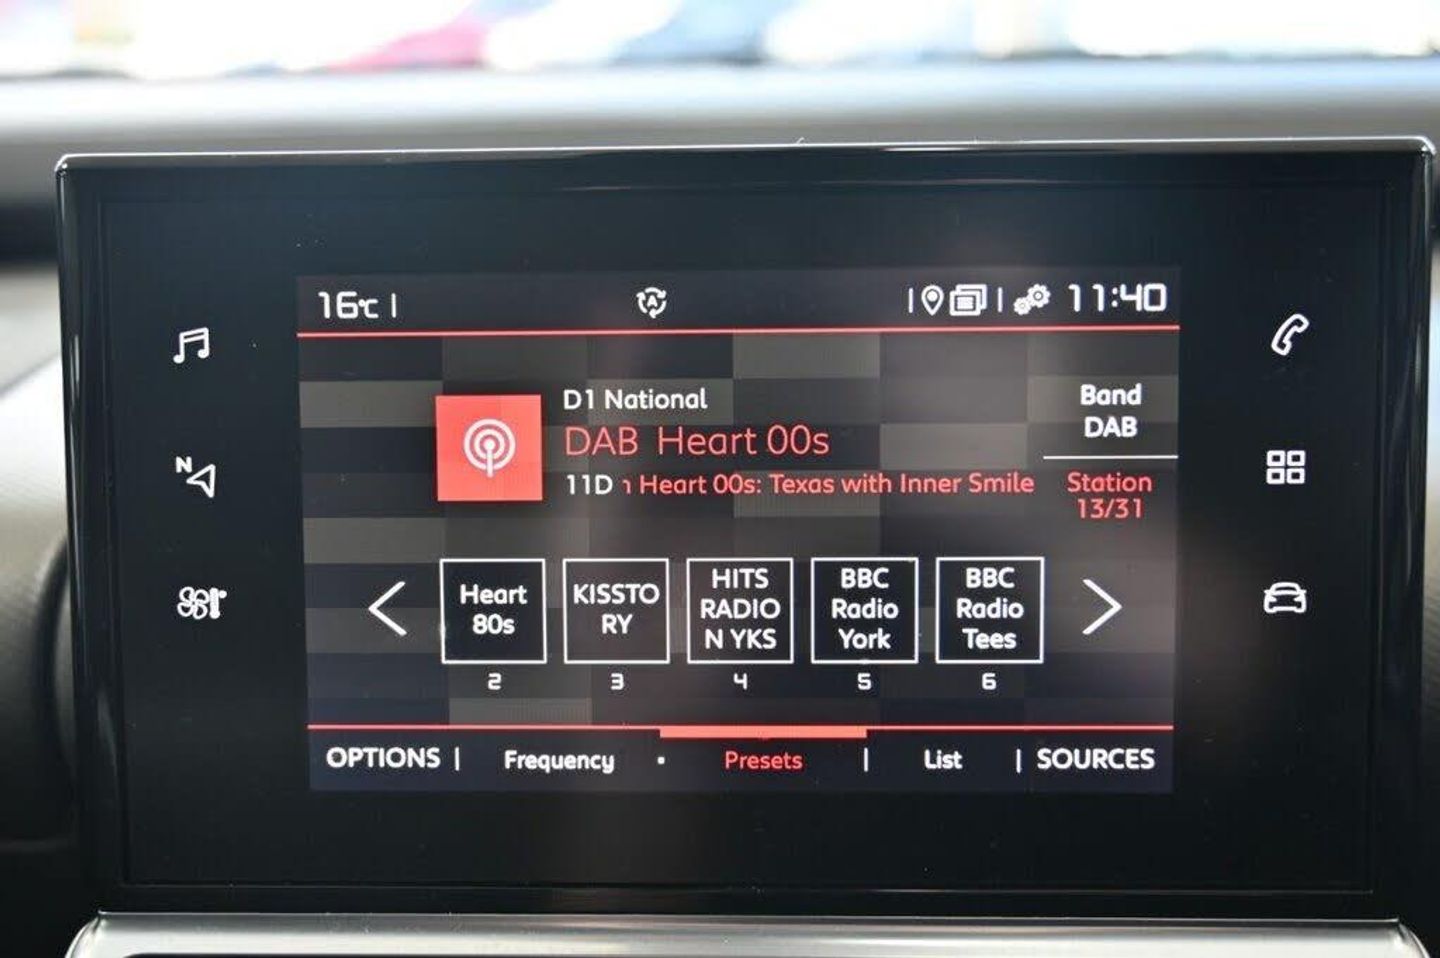 16°C | | | 11:40
D1 National
DAB Heart 00s
11D n Heart 00s: Texas with Inner Smile
Band
DAB
Station
13/31
Heart
80s
KISSTO
RY
HITS
RADIO
N YKS
BBC
Radio
York
BBC
Radio
Tees
2 3 4 5 6
OPTIONS | Frequency · Presets | List | SOURCES
N